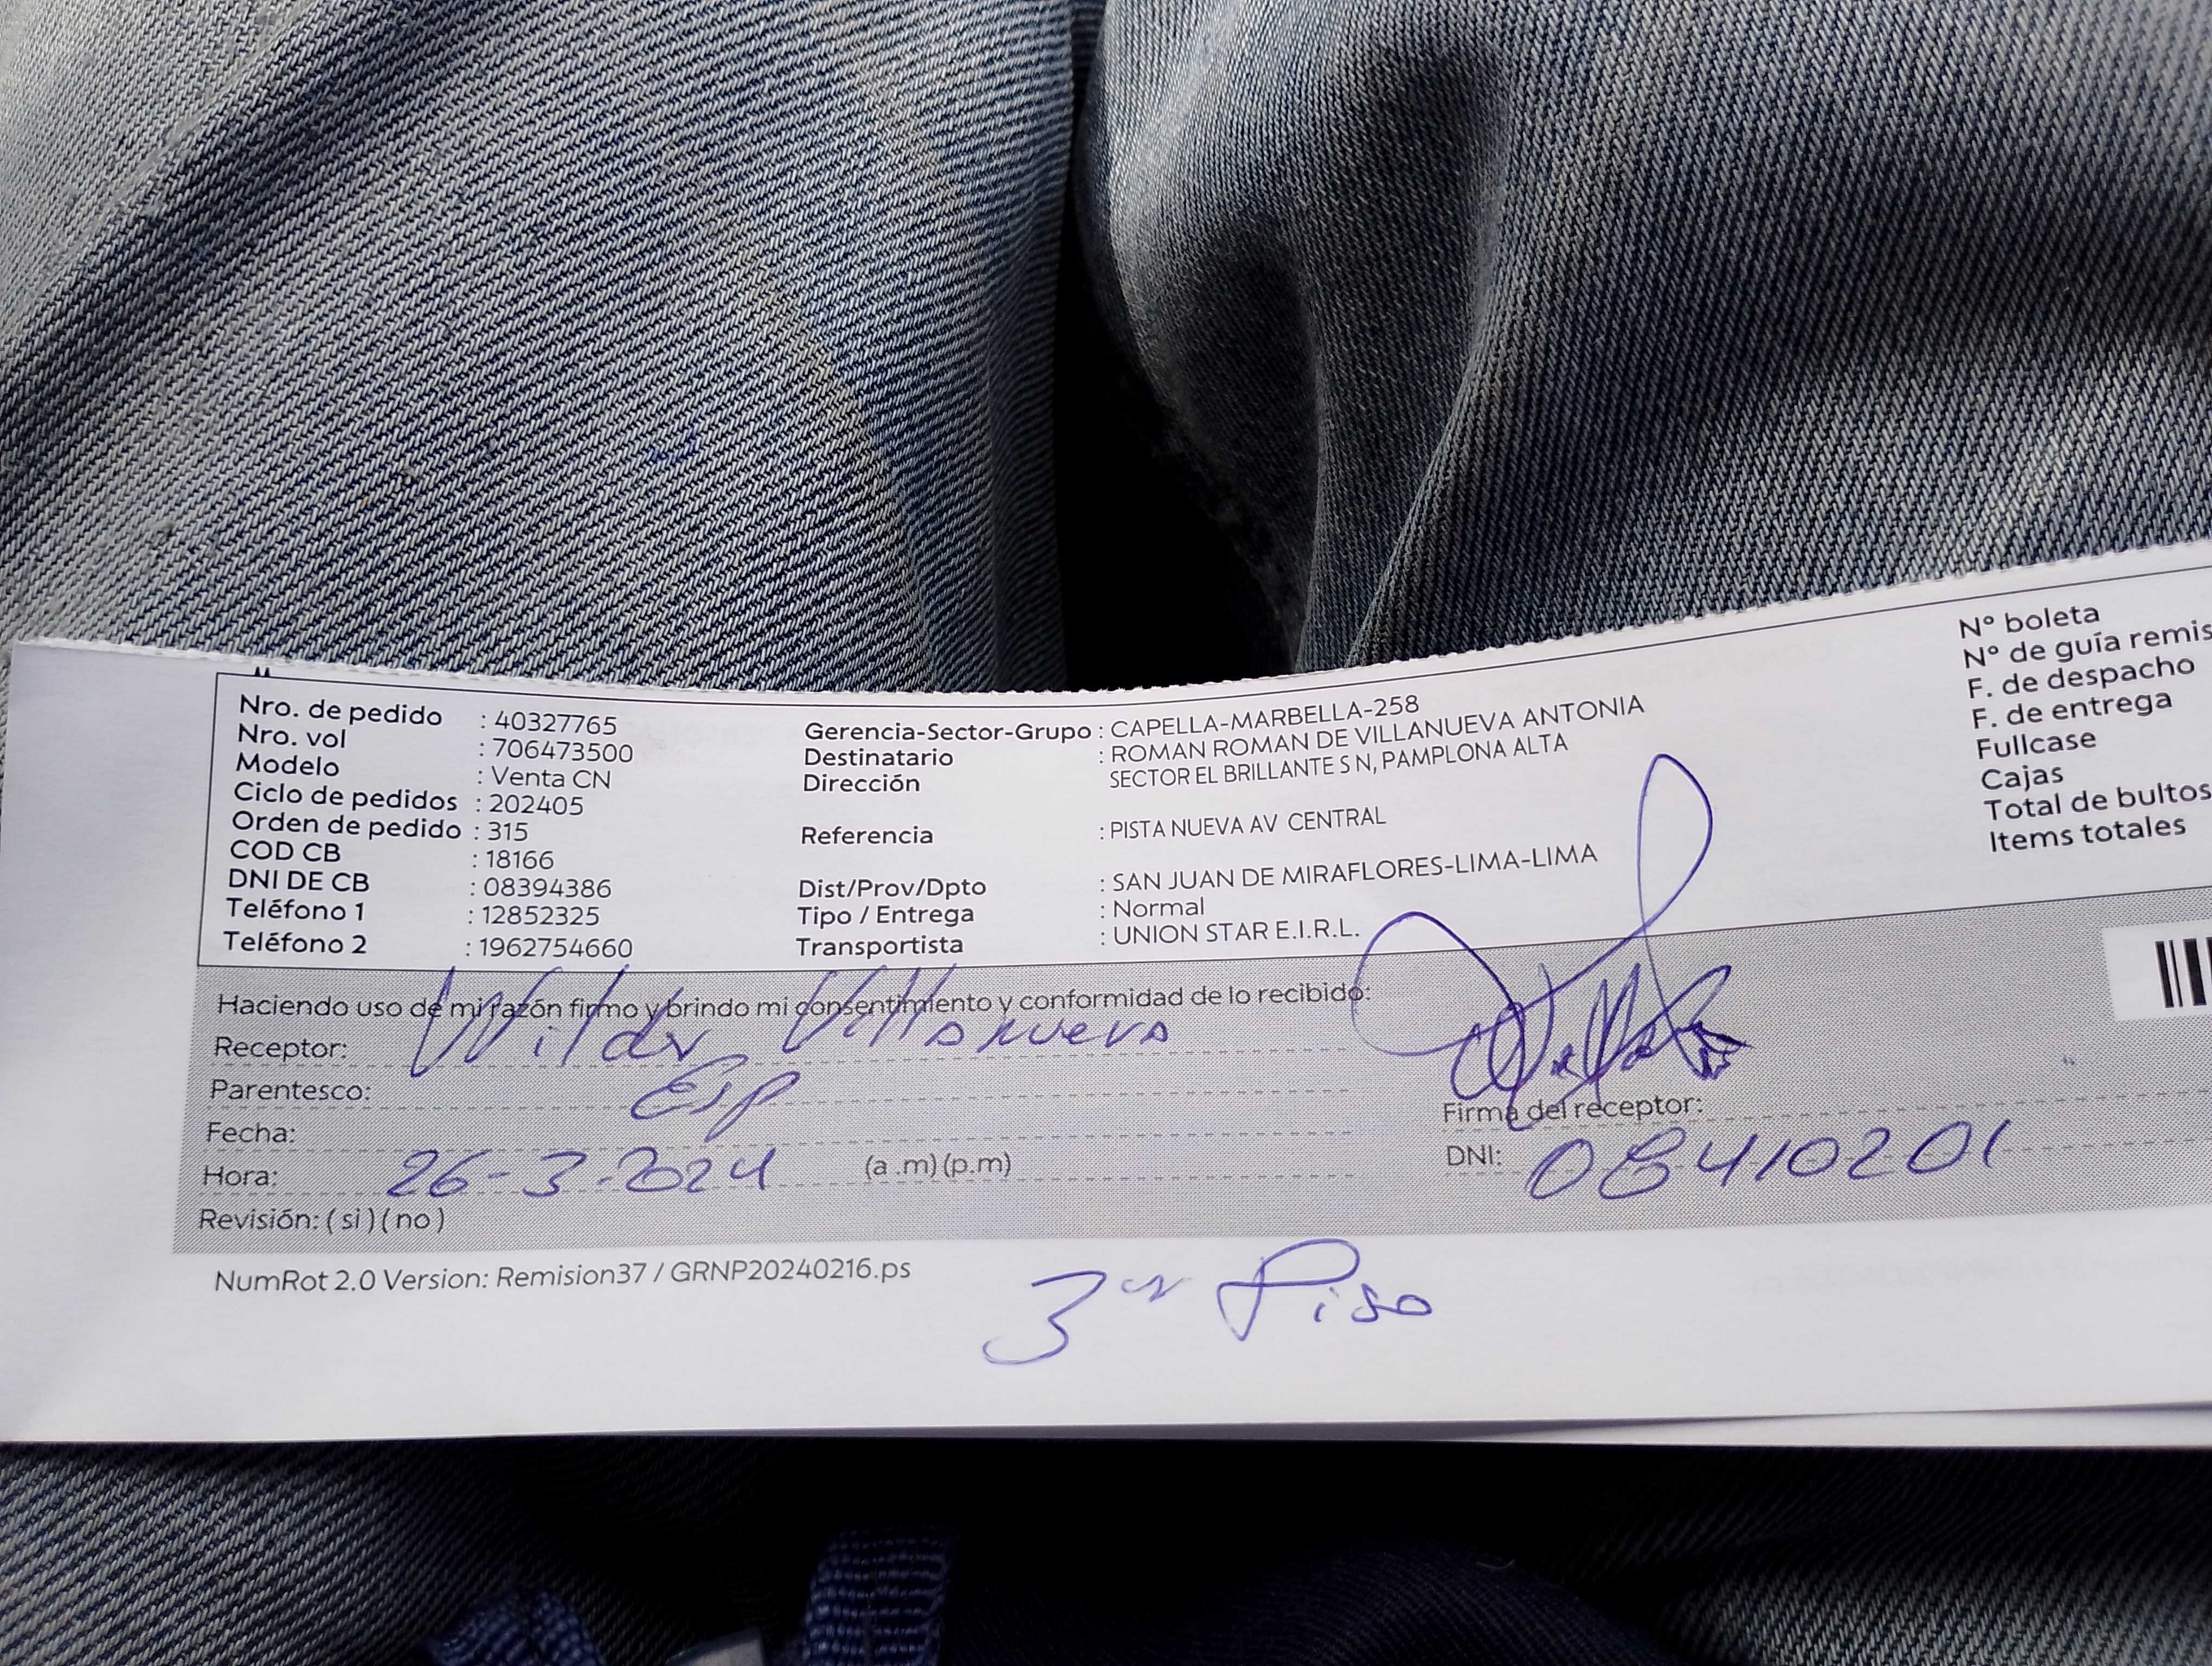 Nro. de pedido : 40327765
Nro. vol : 706473500
Modelo : Venta CN
Ciclo de pedidos : 202405
Orden de pedido : 315
COD CB : 18166
DNI DE CB : 08394386
Teléfono 1 : 12852325
Teléfono 2 : 1962754660
Gerencia-Sector-Grupo : CAPELLA-MARBELLA-258
Destinatario : ROMAN ROMAN DE VILLANUEVA ANTONIA
Dirección SECTOR EL BRILLANTE S N, PAMPLONA ALTA
Referencia : PISTA NUEVA AV CENTRAL
Dist/Prov/Dpto : SAN JUAN DE MIRAFLORES-LIMA-LIMA
Tipo / Entrega : Normal
Transportista : UNION STAR E.I.R.L.
Nº boleta
Nº de guía remis
F. de despacho
F. de entrega
Fullcase
Cajas
Total de bultos
Items totales
Haciendo uso de mi razón firmo y brindo mi consentimiento y conformidad de lo recibido:
Receptor: Wilder Villanueva
Parentesco: Esp
Fecha:
Hora: 26-3-2024 (a .m) (p.m)
Revisión: ( si ) ( no )
Firma del receptor:
DNI: 08410201
NumRot 2.0 Version: Remision37 / GRNP20240216.ps
3er Piso